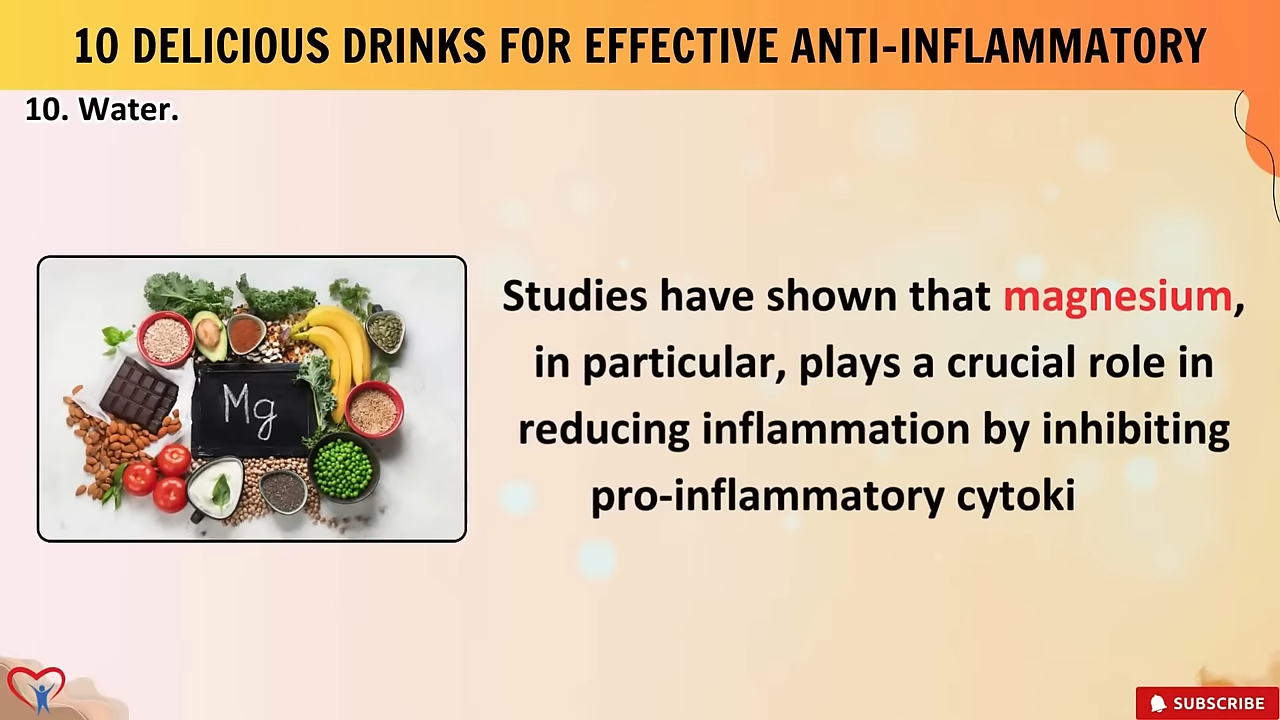 10 DELICIOUS DRINKS FOR EFFECTIVE ANTI-INFLAMMATORY
10. Water.
Mg
Studies have shown that magnesium,
in particular, plays a crucial role in
reducing inflammation by inhibiting
pro-inflammatory cytoki
SUBSCRIBE